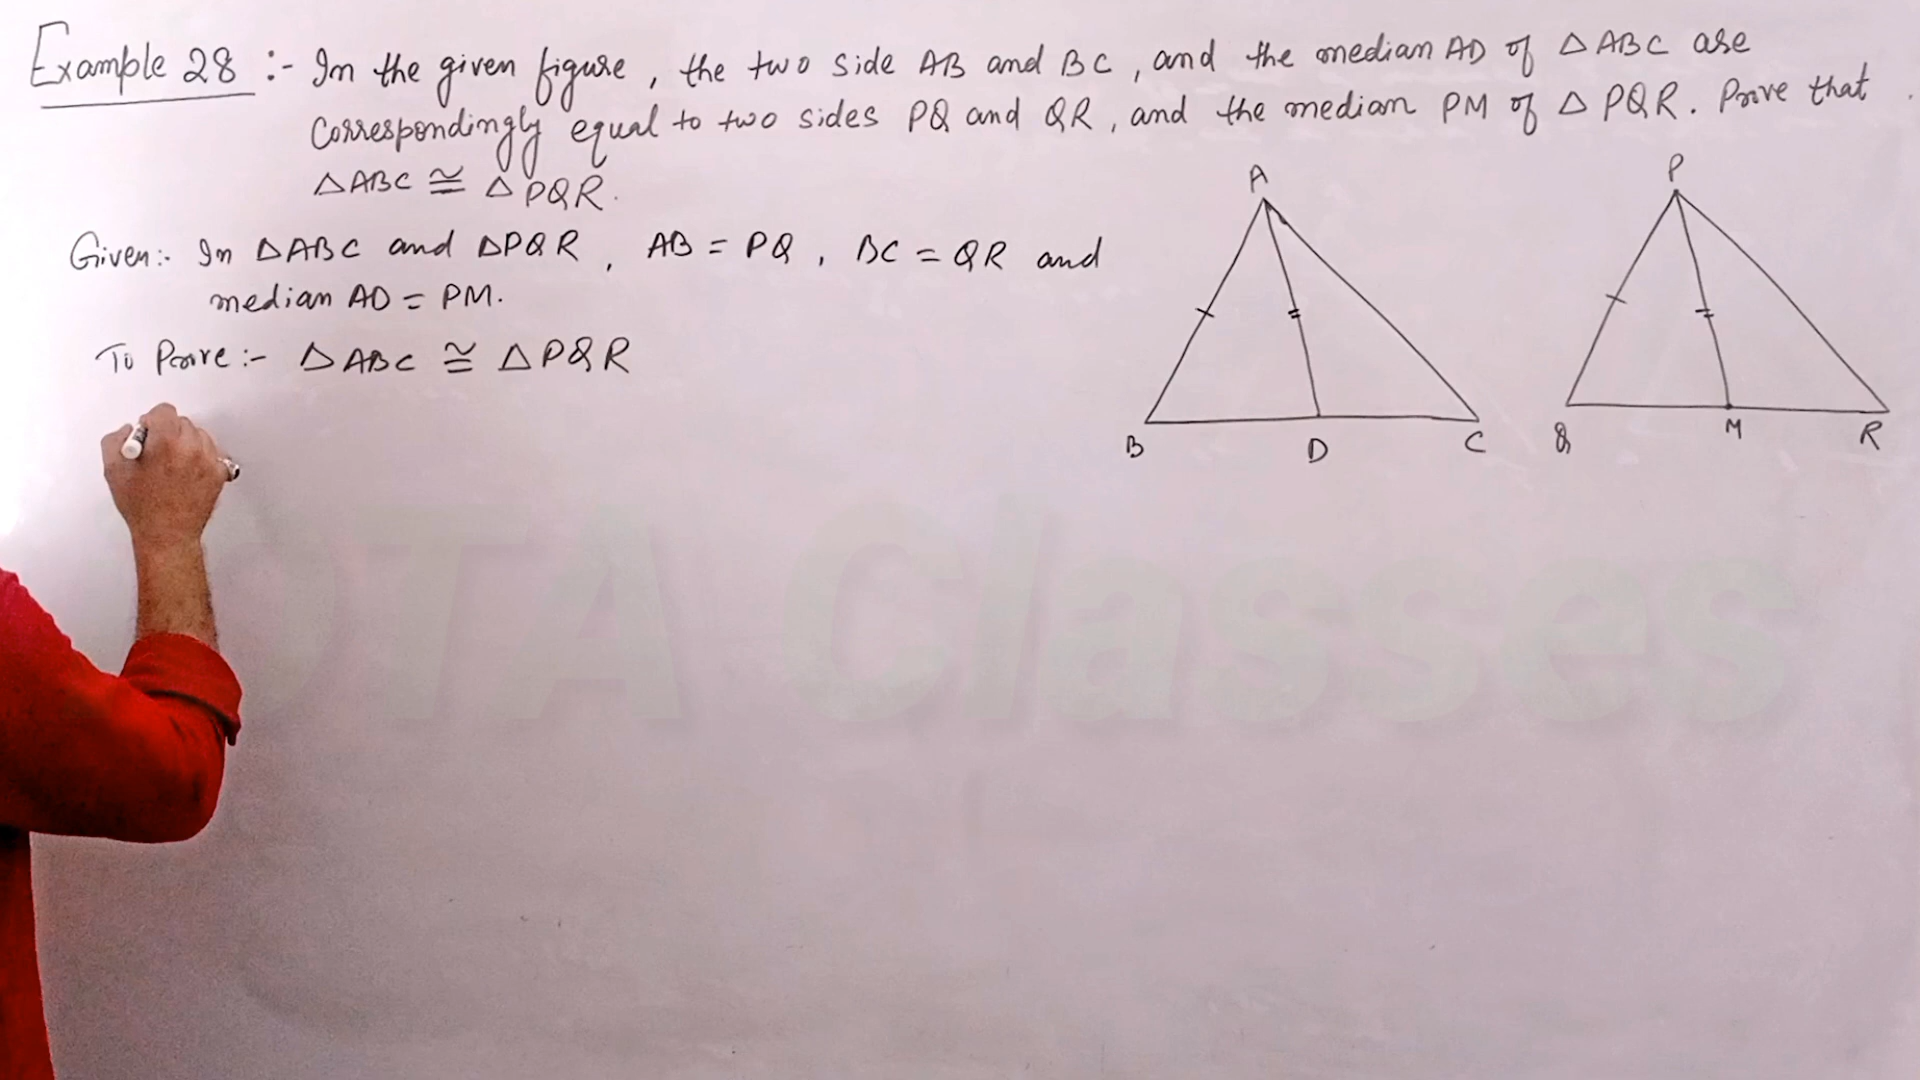 Example 28 :- In the given figure, the two side AB and BC, and the median AD of △ABC are
correspondingly equal to two sides PQ and QR, and the median PM of △PQR. Prove that
△ABC ≅ △PQR.
Given:- In △ABC and △PQR, AB = PQ, BC = QR and
median AD = PM.
To Prove:- △ABC ≅ △PQR
A
B
D
C
P
Q
M
R
OTA Classes